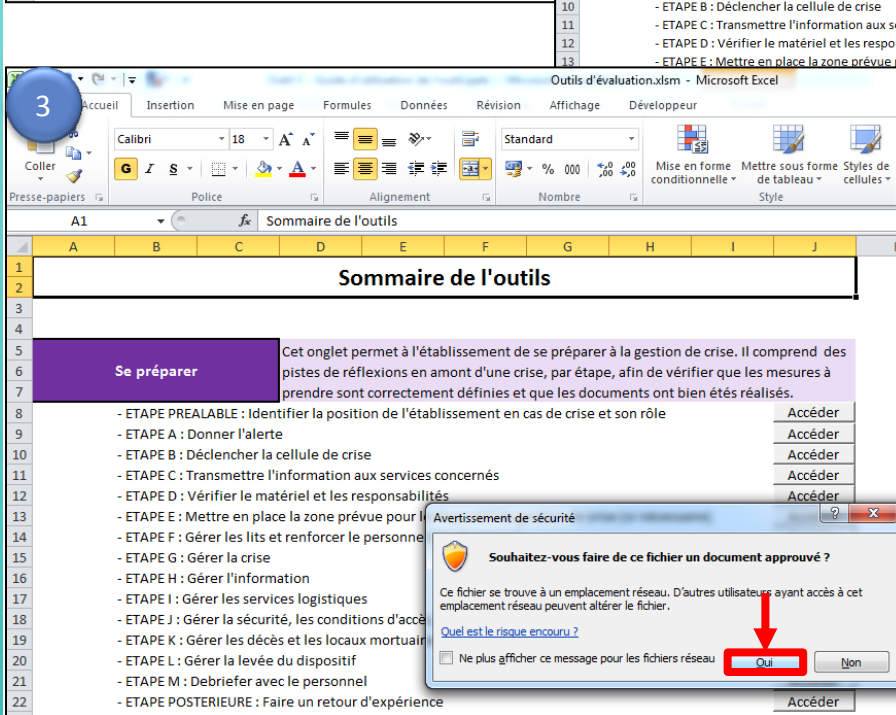 10 - ETAPE B : Déclencher la cellule de crise
11 - ETAPE C : Transmettre l'information aux
12 - ETAPE D : Vérifier le matériel et les
13 - ETAPE E : Mettre en place la zone prévue
3
Outils d'évaluation.xlsm - Microsoft Excel
Accueil Insertion Mise en page Formules Données Révision Affichage Développeur
Coller
Calibri 18 A A Standard
G I S A % 000
Mise en forme conditionnelle
Mettre sous forme de tableau
Styles de cellules
Presse-papiers Police Alignement Nombre Style
A1 fx Sommaire de l'outils
A B C D E F G H I J
1
2
Sommaire de l'outils
3
4
5 Cet onglet permet à l'établissement de se préparer à la gestion de crise. Il comprend des
6 Se préparer pistes de réflexions en amont d'une crise, par étape, afin de vérifier que les mesures à
7 prendre sont correctement définies et que les documents ont bien étés réalisés.
8 - ETAPE PREALABLE : Identifier la position de l'établissement en cas de crise et son rôle Accéder
9 - ETAPE A : Donner l'alerte Accéder
10 - ETAPE B : Déclencher la cellule de crise Accéder
11 - ETAPE C : Transmettre l'information aux services concernés Accéder
12 - ETAPE D : Vérifier le matériel et les responsabilités Accéder
13 - ETAPE E : Mettre en place la zone prévue pour
14 - ETAPE F : Gérer les lits et renforcer le
15 - ETAPE G : Gérer la crise
16 - ETAPE H : Gérer l'information
17 - ETAPE I : Gérer les services logistiques
18 - ETAPE J : Gérer la sécurité, les conditions
19 - ETAPE K : Gérer les décès et les locaux
20 - ETAPE L : Gérer la levée du dispositif
21 - ETAPE M : Debriefer avec le personnel
22 - ETAPE POSTERIEURE : Faire un retour d'expérience Accéder
Avertissement de sécurité ? x
Souhaitez-vous faire de ce fichier un document approuvé ?
Ce fichier se trouve à un emplacement réseau. D'autres utilisateurs ayant accès à cet
emplacement réseau peuvent altérer le fichier.
Quel est le risque encouru ?
Ne plus afficher ce message pour les fichiers réseau Oui Non